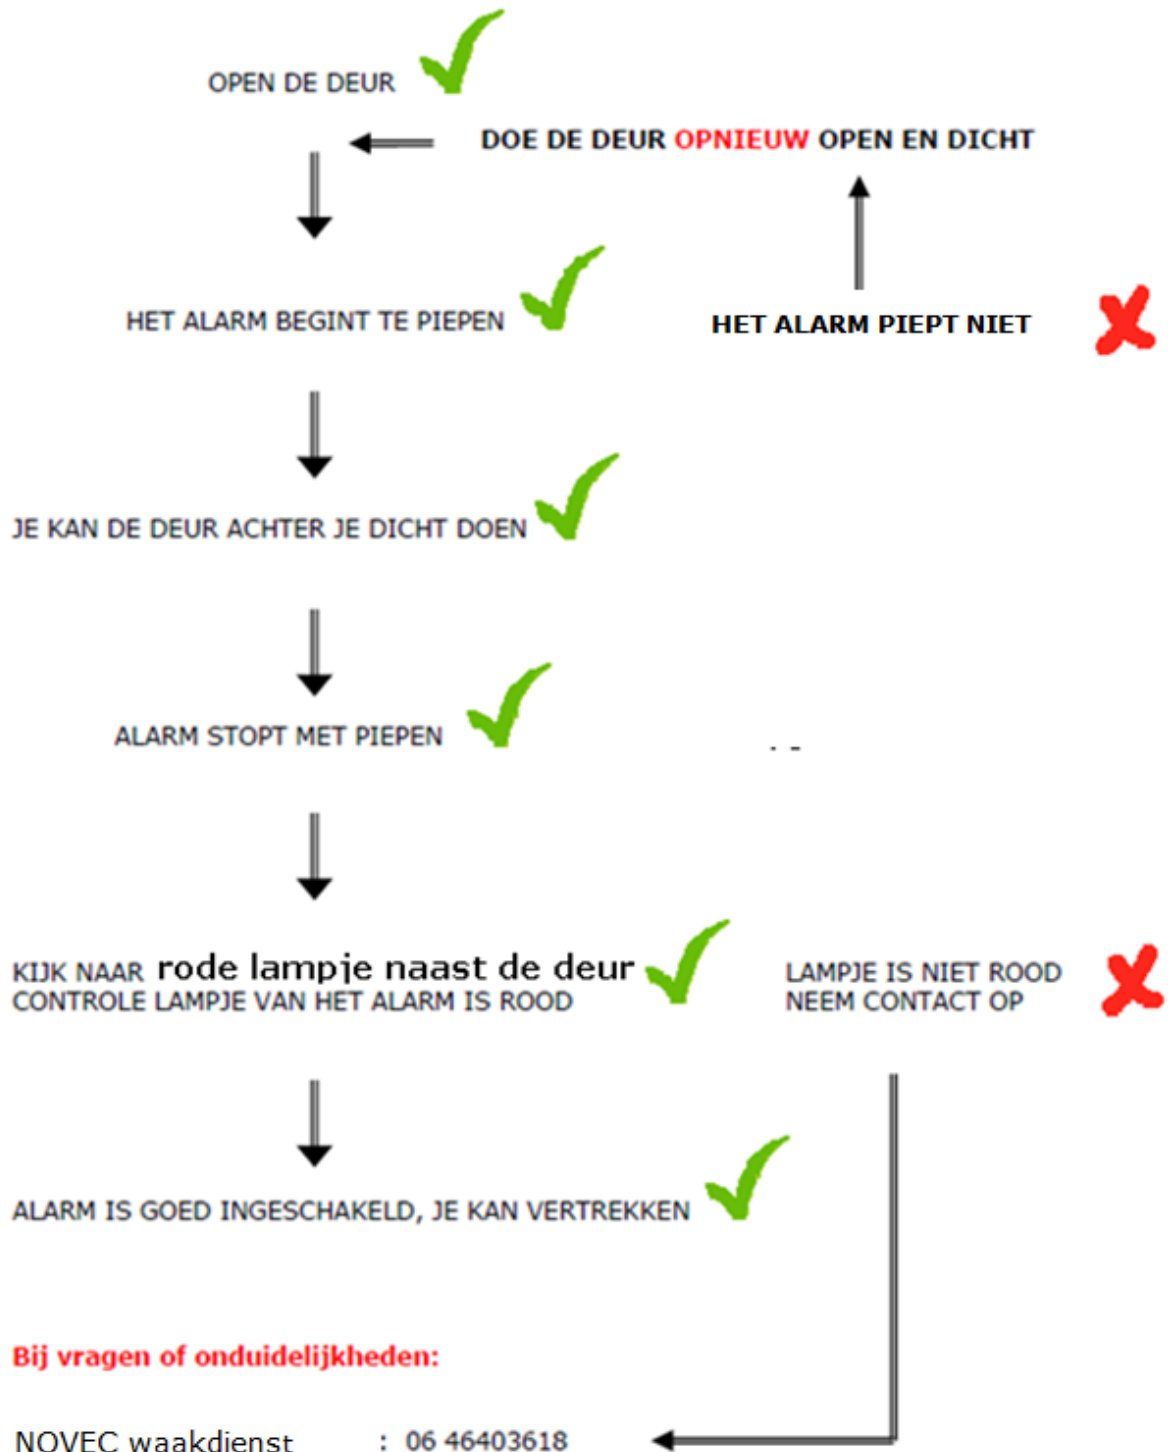 OPEN DE DEUR
DOE DE DEUR OPNIEUW OPEN EN DICHT
HET ALARM BEGINT TE PIEPEN
HET ALARM PIEPT NIET
JE KAN DE DEUR ACHTER JE DICHT DOEN
ALARM STOPT MET PIEPEN
KIJK NAAR rode lampje naast de deur
CONTROLE LAMPJE VAN HET ALARM IS ROOD
LAMPJE IS NIET ROOD
NEEM CONTACT OP
ALARM IS GOED INGESCHAKELD, JE KAN VERTREKKEN
Bij vragen of onduidelijkheden:
NOVEC waakdienst : 06 46403618